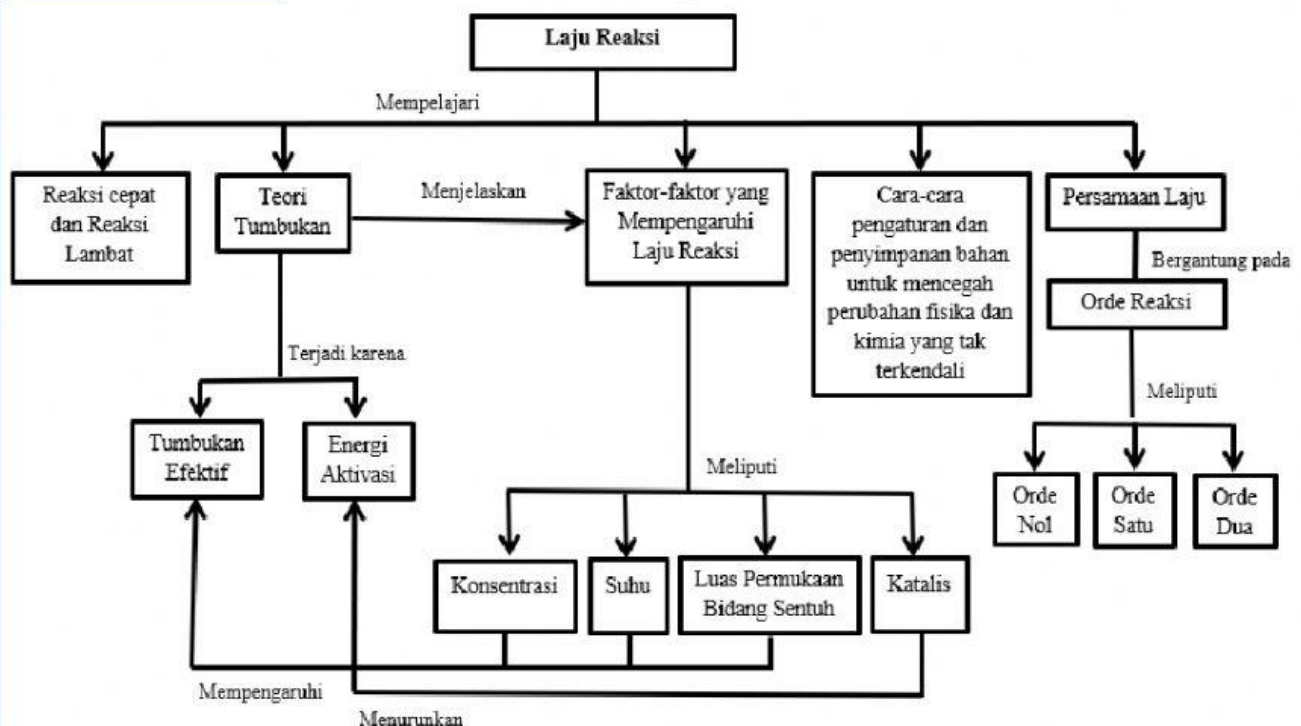 Laju Reaksi
Mempelajari
Reaksi cepat
dan Reaksi
Lambat
Teori
Tumbukan
Menjelaskan
Faktor-faktor yang
Mempengaruhi
Laju Reaksi
Cara-cara
pengaturan dan
penyimpanan bahan
untuk mencegah
perubahan fisika dan
kimia yang tak
terkendali
Persamaan Laju
Bergantung pada
Orde Reaksi
Terjadi karena
Meliputi
Tumbukan
Efektif
Energi
Aktivasi
Meliputi
Orde
Nol
Orde
Satu
Orde
Dua
Konsentrasi
Suhu
Luas Permukaan
Bidang Sentuh
Katalis
Mempengaruhi
Menurunkan